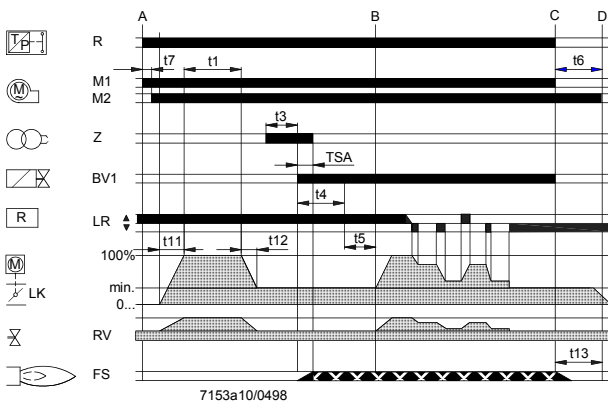 A B C D
T P
R
t7 t1 t6
M
~
M1
M2
t3
Z
TSA
BV1
t4
R
LR
t11 t12 t5
100%
M
min.
LK
0...
RV
t13
FS
7153a10/0498